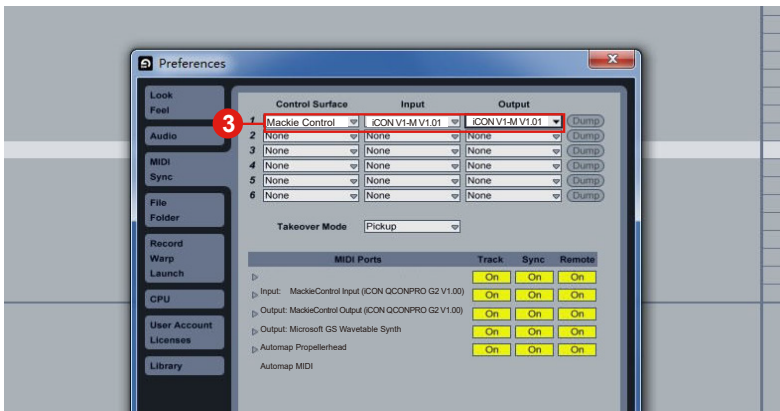 Preferences
Look
Feel
Audio
MIDI
Sync
File
Folder
Record
Warp
Launch
CPU
User Account
Licenses
Library
3
Control Surface Input Output
1 Mackie Control iCON V1-M V1.01 iCON V1-M V1.01 Dump
2 None None None Dump
3 None None None Dump
4 None None None Dump
5 None None None Dump
6 None None None Dump
Takeover Mode Pickup
MIDI Ports Track Sync Remote
On On On
Input: MackieControl Input (iCON QCONPRO G2 V1.00) On On On
Output: MackieControl Output (iCON QCONPRO G2 V1.00) On On On
Output: Microsoft GS Wavetable Synth On On On
Automap Propellerhead On On On
Automap MIDI